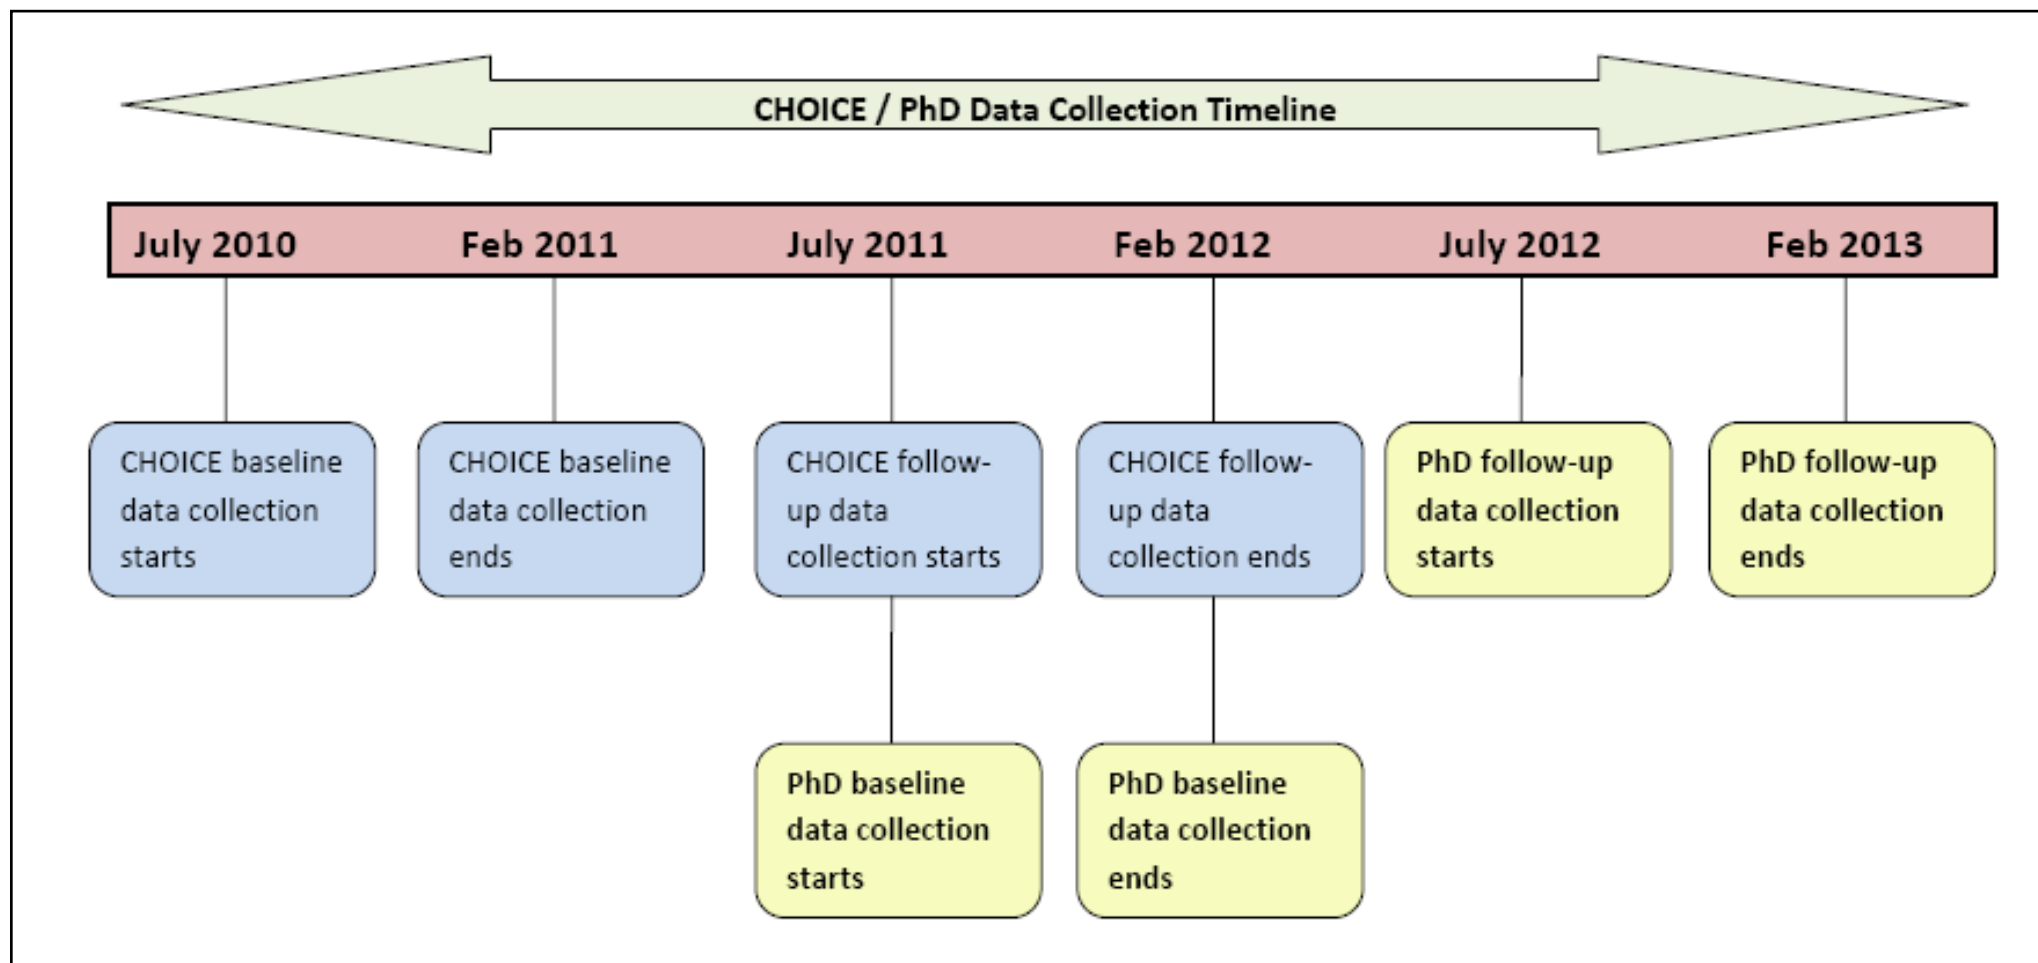 CHOICE / PhD Data Collection Timeline
July 2010 Feb 2011 July 2011 Feb 2012 July 2012 Feb 2013
CHOICE baseline
data collection
starts
CHOICE baseline
data collection
ends
CHOICE follow-
up data
collection starts
CHOICE follow-
up data
collection ends
PhD follow-up
data collection
starts
PhD follow-up
data collection
ends
PhD baseline
data collection
starts
PhD baseline
data collection
ends